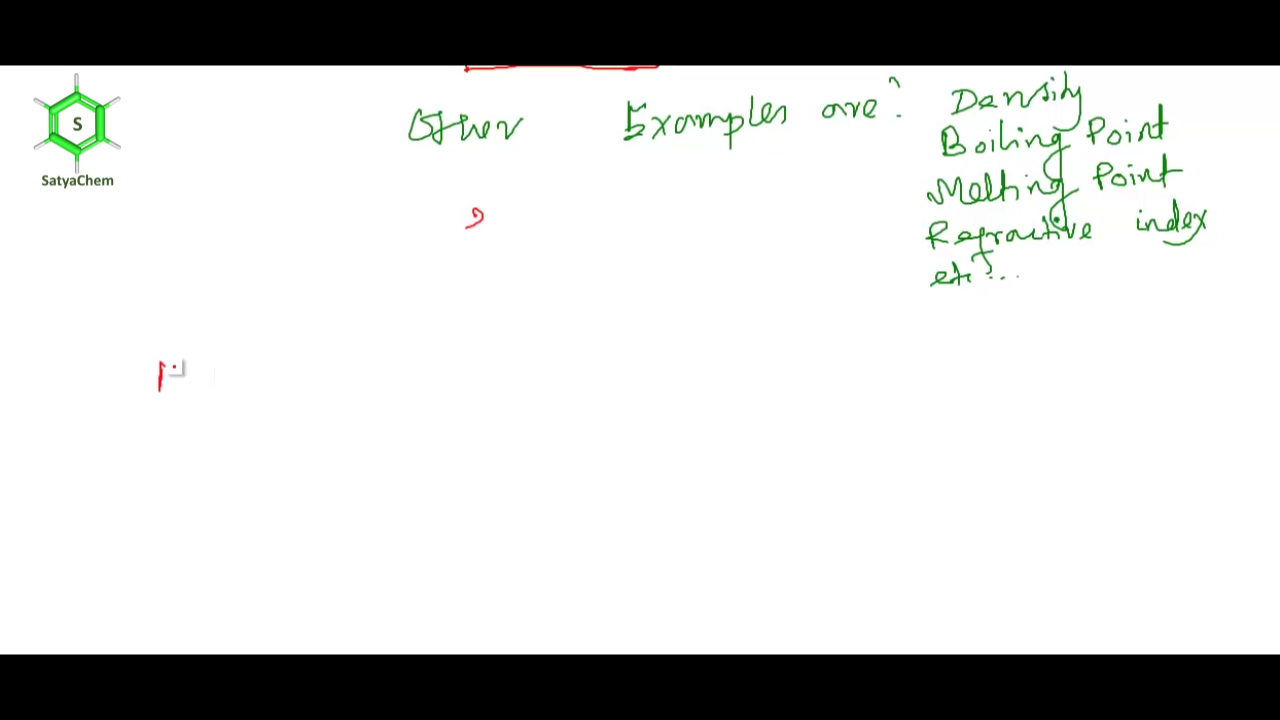 S
SatyaChem
Other Examples are?
Density
Boiling Point
Melting Point
Refractive index
etc...